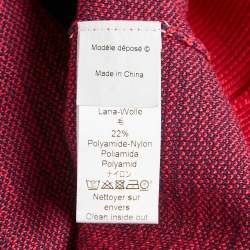 Modèle déposé ©
Made in China
Lana-Wolle
毛
22%
Polyamide-Nylon
Poliamida
Polyamid
ナイロン
Nettoyer sur
envers
Clean inside out